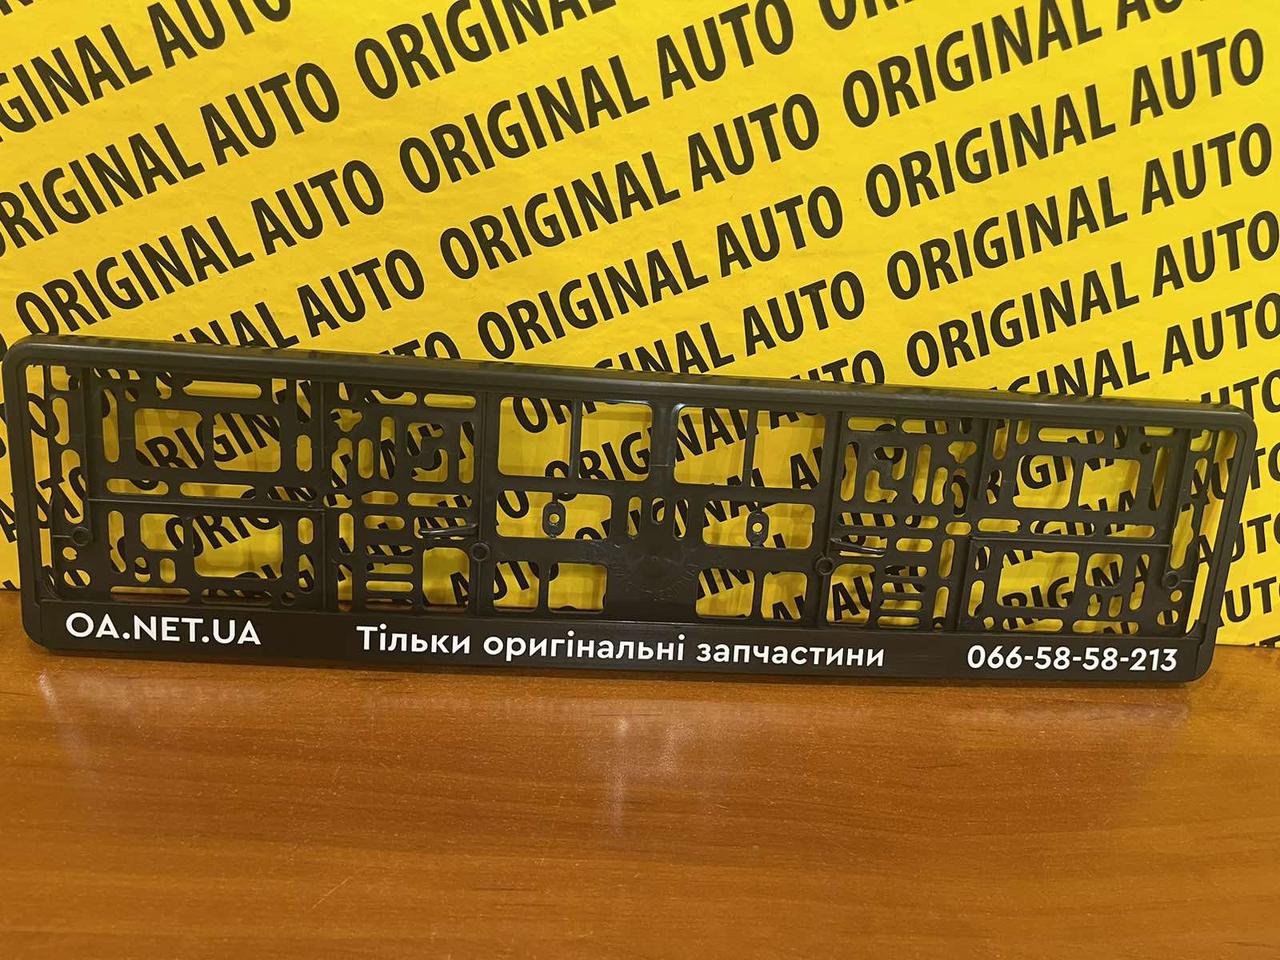 ORIGINAL AUTO ORIGINAL AUTO
ORIGINAL AUTO ORIGINAL AUTO ORIGINAL AUTO
ORIGINAL AUTO ORIGINAL AUTO ORIGINAL AUTO
ORIGINAL AUTO ORIGINAL AUTO ORIGINAL AUTO
ORIGINAL AUTO ORIGINAL AUTO
ORIGINAL AUTO
OA.NET.UA
Тільки оригінальні запчастини
066-58-58-213